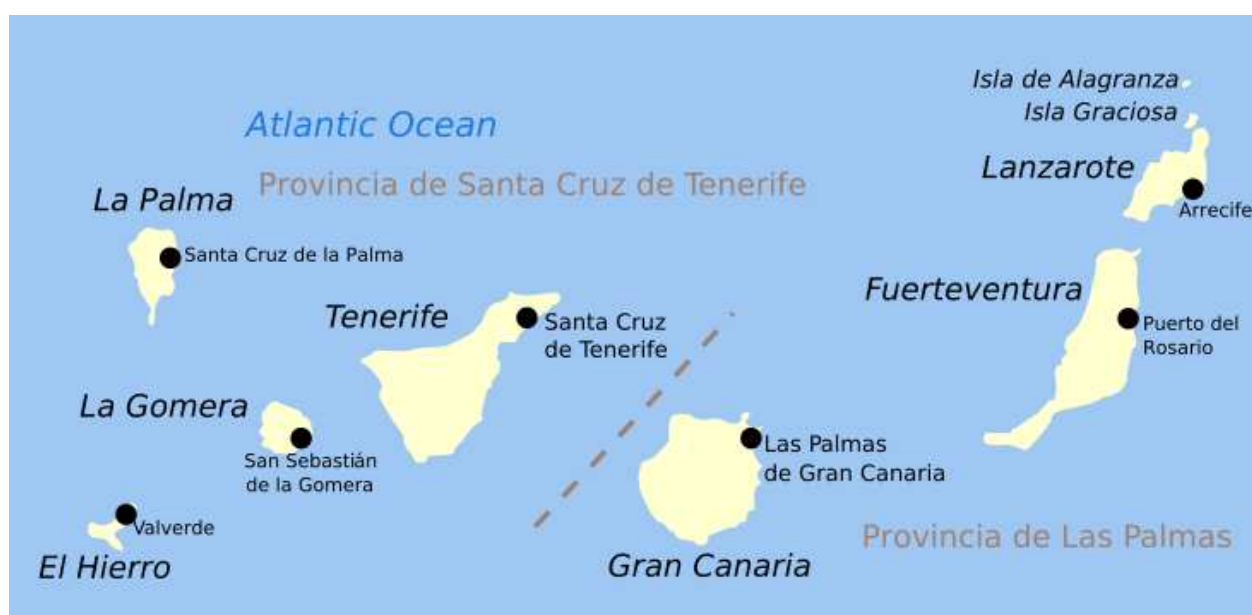 Isla de Alagranza
Isla Graciosa
Atlantic Ocean
Lanzarote
Provincia de Santa Cruz de Tenerife
La Palma
Arrecife
Santa Cruz de la Palma
Fuerteventura
Tenerife
Santa Cruz
de Tenerife
Puerto del
Rosario
La Gomera
Las Palmas
de Gran Canaria
San Sebastián
de la Gomera
Valverde
Provincia de Las Palmas
El Hierro
Gran Canaria